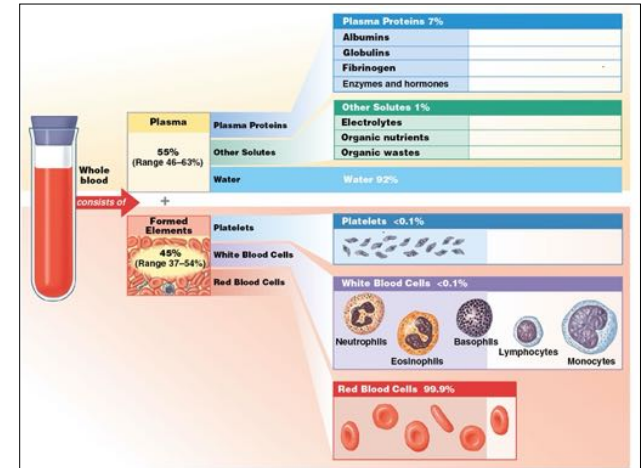 Plasma Proteins 7%
Albumins
Globulins
Fibrinogen
Enzymes and hormones
Other Solutes 1%
Electrolytes
Organic nutrients
Organic wastes
Plasma
55%
(Range 46–63%)
Plasma Proteins
Other Solutes
Water
Water 92%
Whole
blood
consists of
+
Formed
Elements
45%
(Range 37–54%)
Platelets
White Blood Cells
Red Blood Cells
Platelets <0.1%
White Blood Cells <0.1%
Neutrophils
Eosinophils
Basophils
Lymphocytes
Monocytes
Red Blood Cells 99.9%